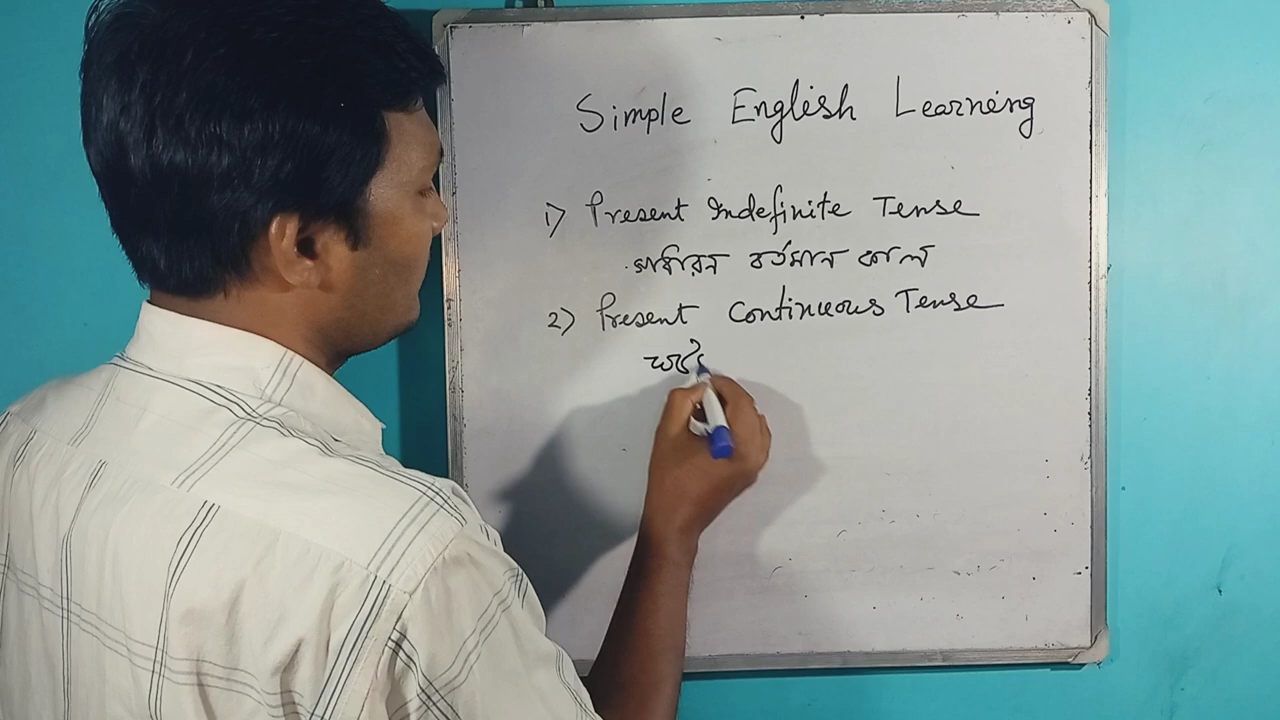 Simple English Learning
1) Present Indefinite Tense
সাধারন বর্তমান কাল
2) Present Continuous Tense